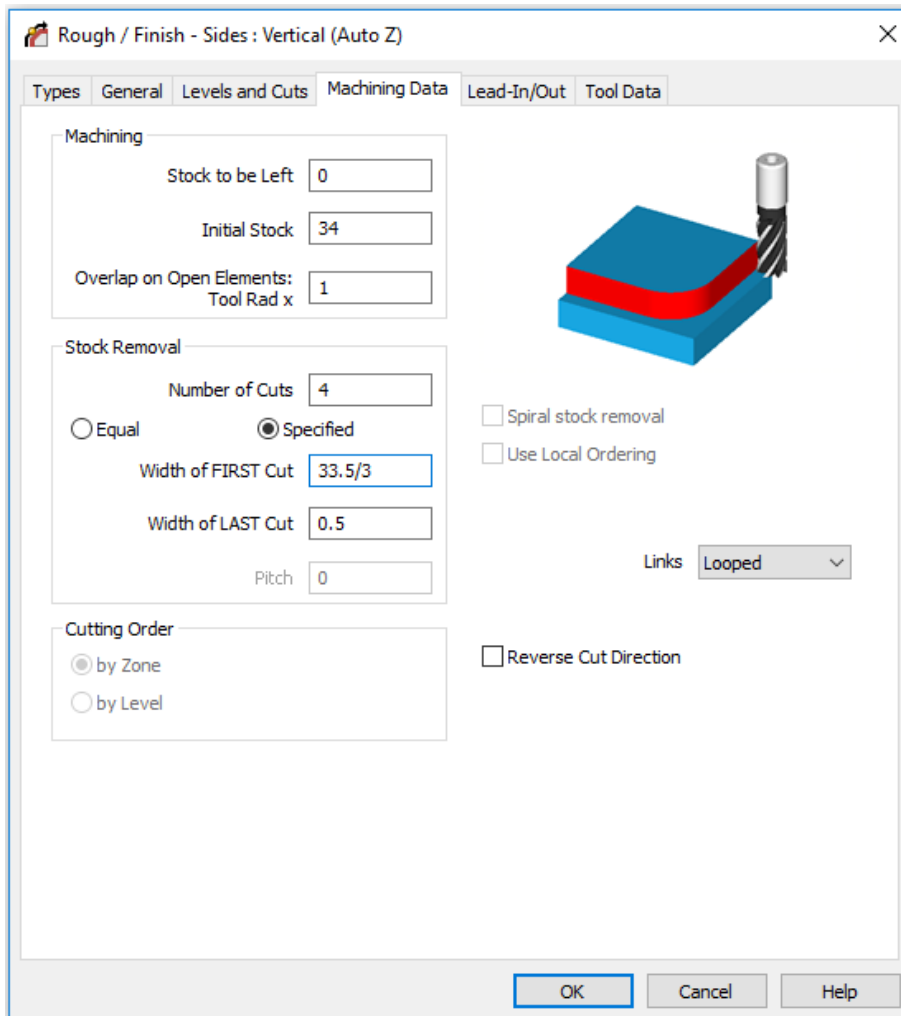 Rough / Finish - Sides : Vertical (Auto Z)
Types General Levels and Cuts Machining Data Lead-In/Out Tool Data
Machining
Stock to be Left 0
Initial Stock 34
Overlap on Open Elements:
Tool Rad x 1
Stock Removal
Number of Cuts 4
Equal Specified
Width of FIRST Cut 33.5/3
Width of LAST Cut 0.5
Pitch 0
Cutting Order
by Zone
by Level
Spiral stock removal
Use Local Ordering
Links Looped
Reverse Cut Direction
OK Cancel Help